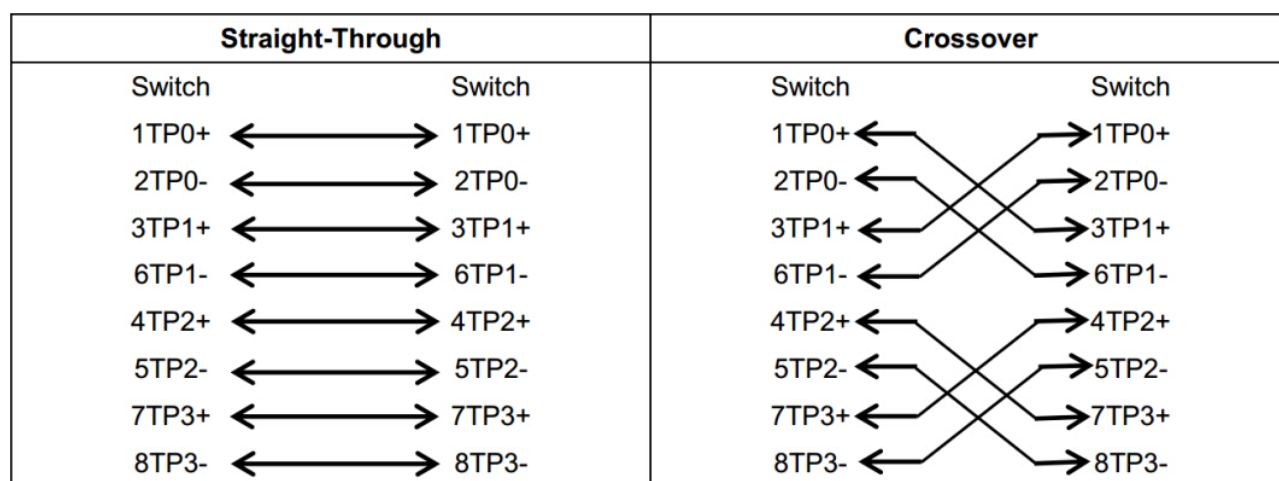 Straight-Through Crossover
Switch Switch Switch Switch
1TP0+ 1TP0+ 1TP0+ 1TP0+
2TP0- 2TP0- 2TP0- 2TP0-
3TP1+ 3TP1+ 3TP1+ 3TP1+
6TP1- 6TP1- 6TP1- 6TP1-
4TP2+ 4TP2+ 4TP2+ 4TP2+
5TP2- 5TP2- 5TP2- 5TP2-
7TP3+ 7TP3+ 7TP3+ 7TP3+
8TP3- 8TP3- 8TP3- 8TP3-